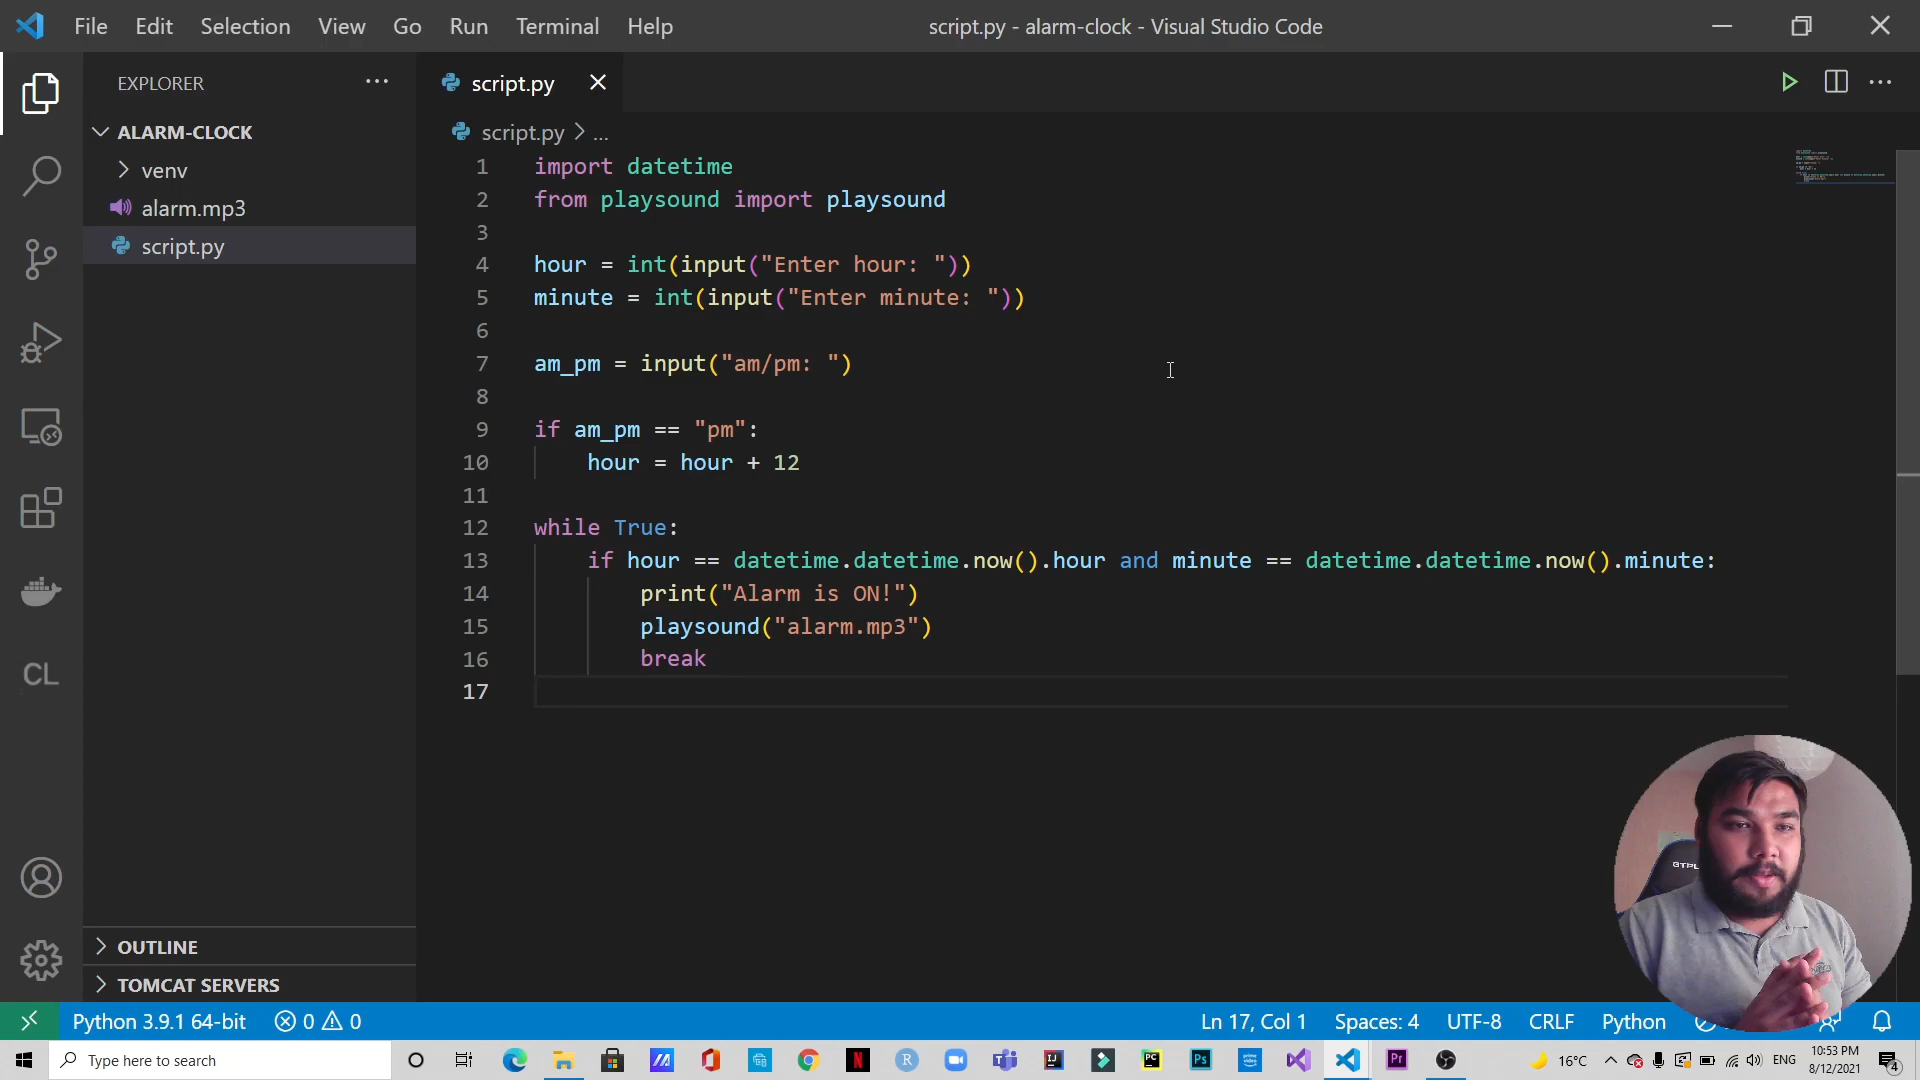 File Edit Selection View Go Run Terminal Help
script.py - alarm-clock - Visual Studio Code
EXPLORER
ALARM-CLOCK
venv
alarm.mp3
script.py
OUTLINE
TOMCAT SERVERS
CL
script.py
script.py > ...
1 import datetime
2 from playsound import playsound
3
4 hour = int(input("Enter hour: "))
5 minute = int(input("Enter minute: "))
6
7 am_pm = input("am/pm: ")
8
9 if am_pm == "pm":
10 hour = hour + 12
11
12 while True:
13 if hour == datetime.datetime.now().hour and minute == datetime.datetime.now().minute:
14 print("Alarm is ON!")
15 playsound("alarm.mp3")
16 break
17
Python 3.9.1 64-bit 0 0
Ln 17, Col 1 Spaces: 4 UTF-8 CRLF Python
Type here to search
16°C ENG
10:53 PM
8/12/2021
4